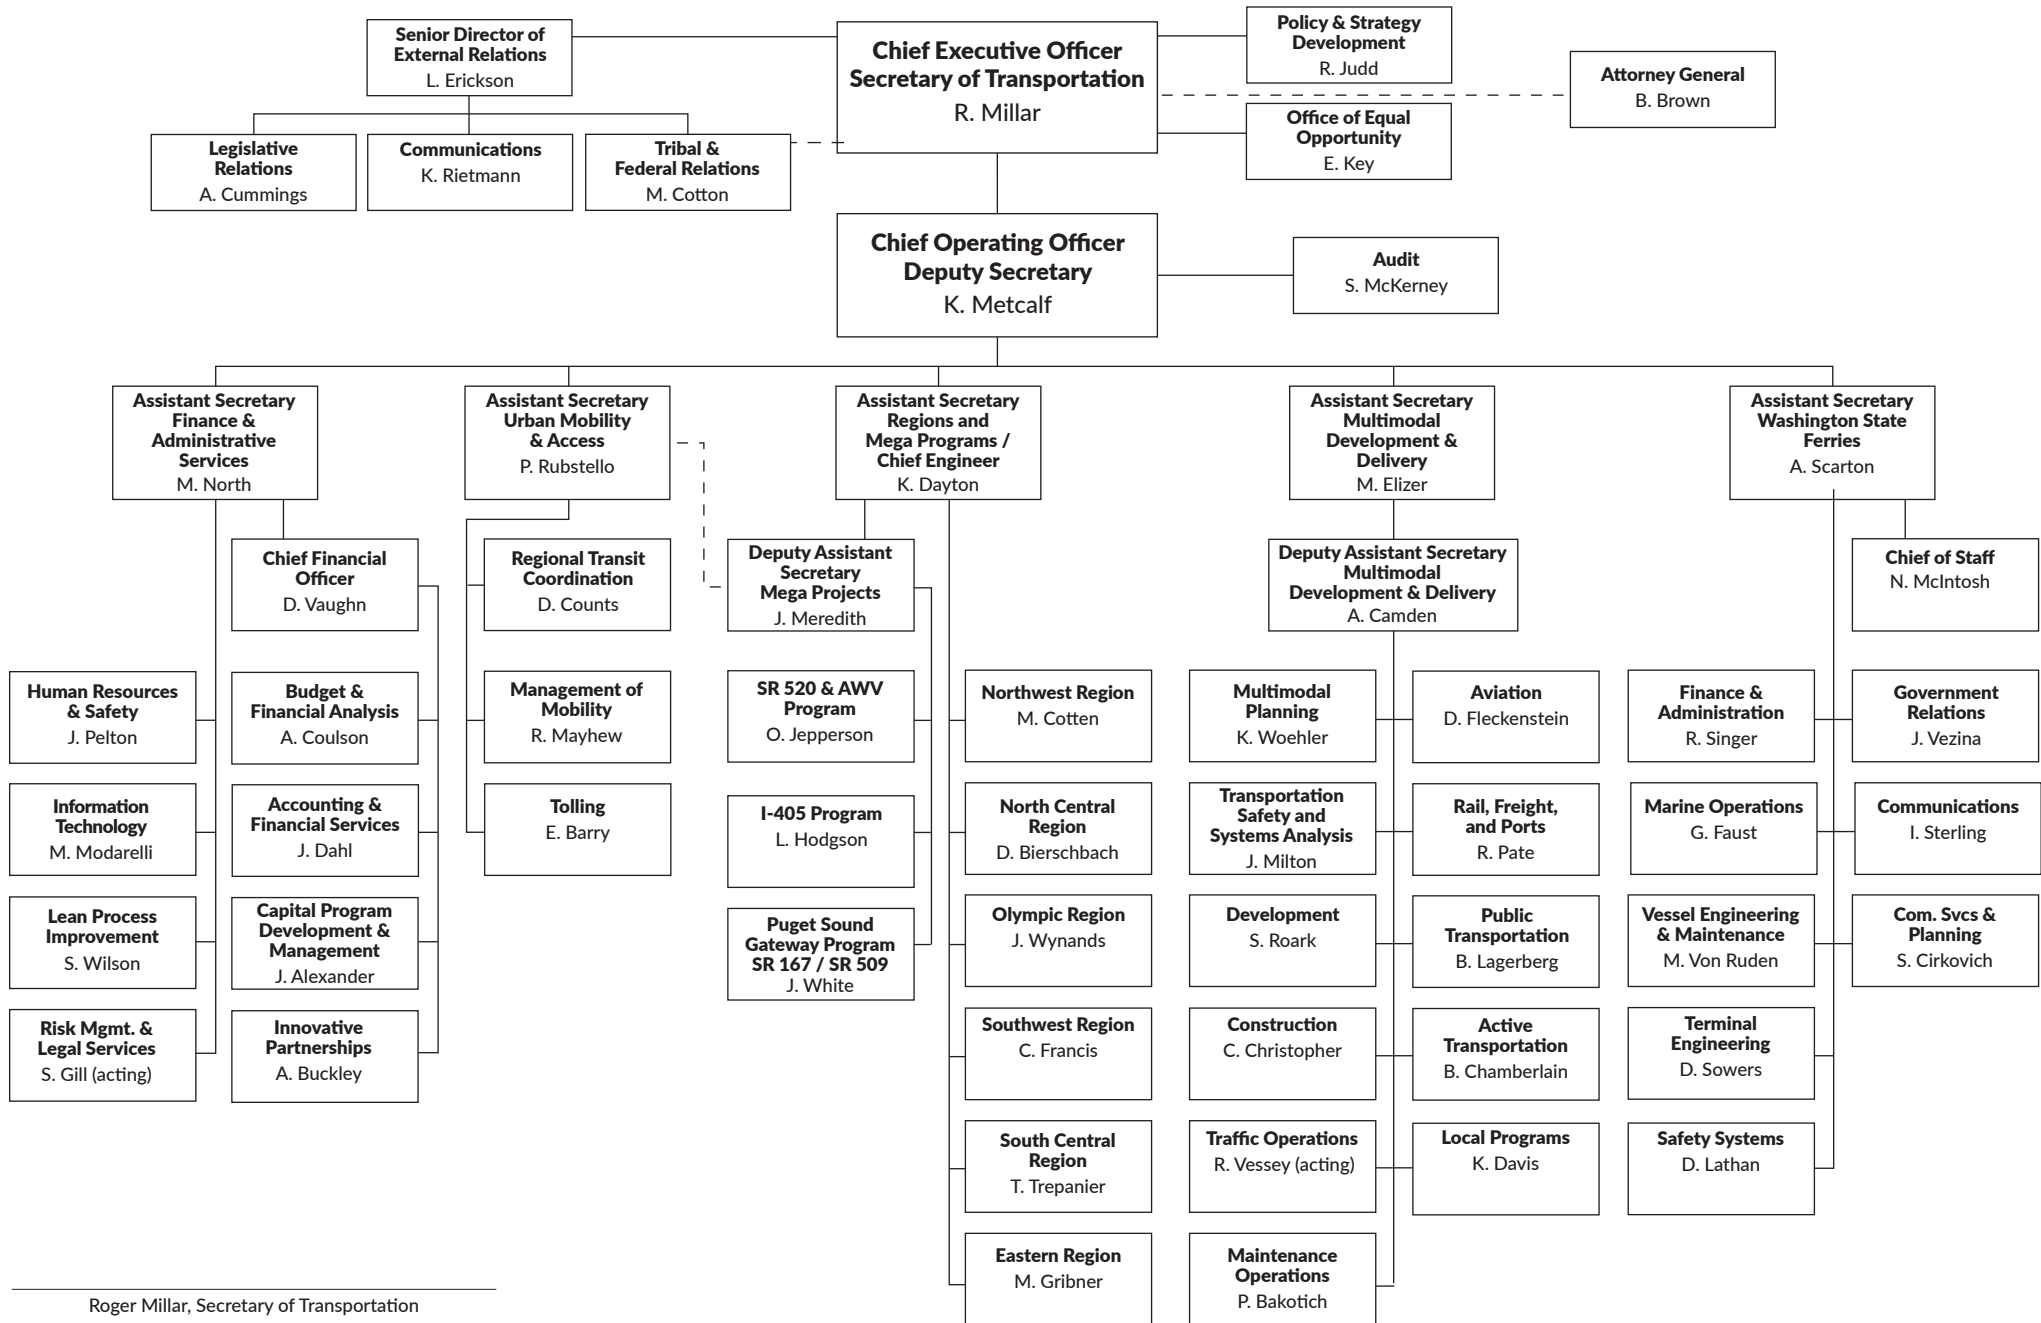 Senior Director of
External Relations
L. Erickson
Chief Executive Officer
Secretary of Transportation
R. Millar
Policy & Strategy
Development
R. Judd
Attorney General
B. Brown
Office of Equal
Opportunity
E. Key
Legislative
Relations
A. Cummings
Communications
K. Rietmann
Tribal &
Federal Relations
M. Cotton
Chief Operating Officer
Deputy Secretary
K. Metcalf
Audit
S. McKerney
Assistant Secretary
Finance &
Administrative
Services
M. North
Assistant Secretary
Urban Mobility
& Access
P. Rubstello
Assistant Secretary
Regions and
Mega Programs /
Chief Engineer
K. Dayton
Assistant Secretary
Multimodal
Development &
Delivery
M. Elizer
Assistant Secretary
Washington State
Ferries
A. Scarton
Chief Financial
Officer
D. Vaughn
Regional Transit
Coordination
D. Counts
Deputy Assistant
Secretary
Mega Projects
J. Meredith
Deputy Assistant Secretary
Multimodal
Development & Delivery
A. Camden
Chief of Staff
N. McIntosh
Human Resources
& Safety
J. Pelton
Budget &
Financial Analysis
A. Coulson
Management of
Mobility
R. Mayhew
SR 520 & AWV
Program
O. Jepperson
Northwest Region
M. Cotten
Multimodal
Planning
K. Woehler
Aviation
D. Fleckenstein
Finance &
Administration
R. Singer
Government
Relations
J. Vezina
Information
Technology
M. Modarelli
Accounting &
Financial Services
J. Dahl
Tolling
E. Barry
I-405 Program
L. Hodgson
North Central
Region
D. Bierschbach
Transportation
Safety and
Systems Analysis
J. Milton
Rail, Freight,
and Ports
R. Pate
Marine Operations
G. Faust
Communications
I. Sterling
Lean Process
Improvement
S. Wilson
Capital Program
Development &
Management
J. Alexander
Puget Sound
Gateway Program
SR 167 / SR 509
J. White
Olympic Region
J. Wynands
Development
S. Roark
Public
Transportation
B. Lagerberg
Vessel Engineering
& Maintenance
M. Von Ruden
Com. Svcs &
Planning
S. Cirkovich
Risk Mgmt. &
Legal Services
S. Gill (acting)
Innovative
Partnerships
A. Buckley
Southwest Region
C. Francis
Construction
C. Christopher
Active
Transportation
B. Chamberlain
Terminal
Engineering
D. Sowers
South Central
Region
T. Trepanier
Traffic Operations
R. Vessey (acting)
Local Programs
K. Davis
Safety Systems
D. Lathan
Eastern Region
M. Gribner
Maintenance
Operations
P. Bakotich
Roger Millar, Secretary of Transportation